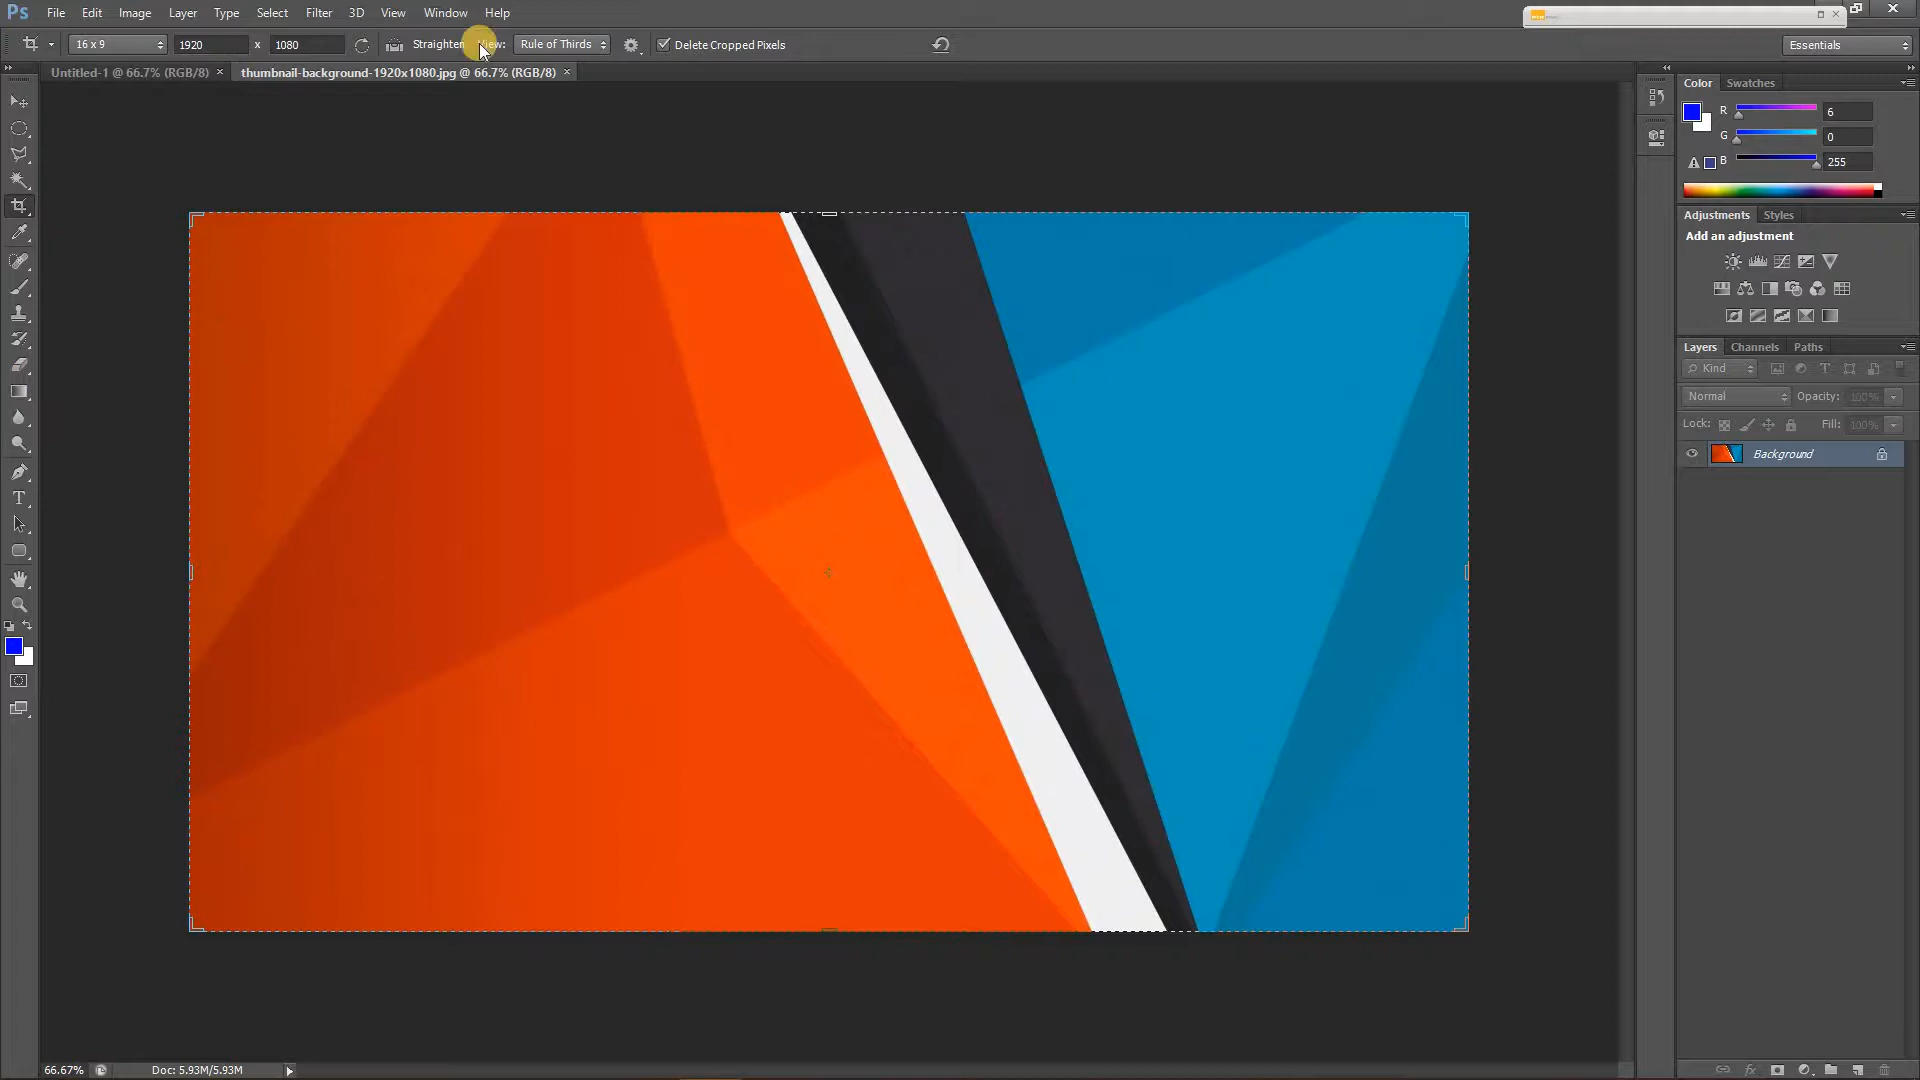 Ps File Edit Image Layer Type Select Filter 3D View Window Help
16 x 9 1920 x 1080 Straighten View: Rule of Thirds Delete Cropped Pixels Essentials
Untitled-1 @ 66.7% (RGB/8) × thumbnail-background-1920x1080.jpg @ 66.7% (RGB/8) ×
Color Swatches
R 6
G 0
B 255
Adjustments Styles
Add an adjustment
Layers Channels Paths
Kind T
Normal Opacity: 100%
Lock: Fill: 100%
Background
T
fx
66.67% Doc: 5.93M/5.93M